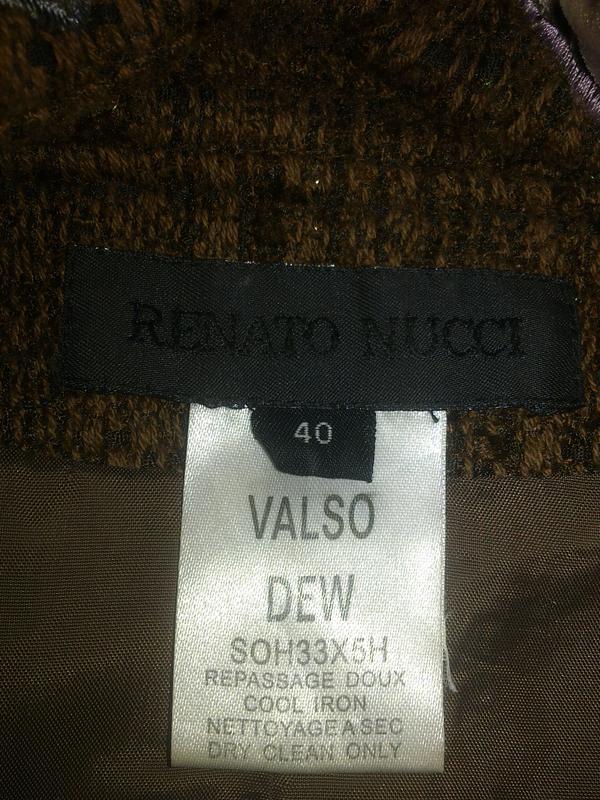 RENATO NUCCI
40
VALSO
DEW
SOH33X5H
REPASSAGE DOUX
COOL IRON
NETTOYAGE A SEC
DRY CLEAN ONLY